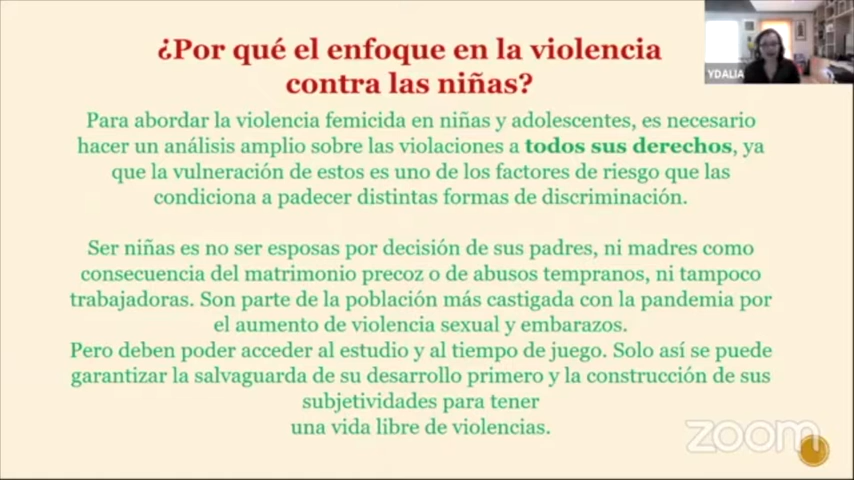 ¿Por qué el enfoque en la violencia
contra las niñas?
YDALIA
Para abordar la violencia femicida en niñas y adolescentes, es necesario
hacer un análisis amplio sobre las violaciones a todos sus derechos, ya
que la vulneración de estos es uno de los factores de riesgo que las
condiciona a padecer distintas formas de discriminación.
Ser niñas es no ser esposas por decisión de sus padres, ni madres como
consecuencia del matrimonio precoz o de abusos tempranos, ni tampoco
trabajadoras. Son parte de la población más castigada con la pandemia por
el aumento de violencia sexual y embarazos.
Pero deben poder acceder al estudio y al tiempo de juego. Solo así se puede
garantizar la salvaguarda de su desarrollo primero y la construcción de sus
subjetividades para tener
una vida libre de violencias.
zoom